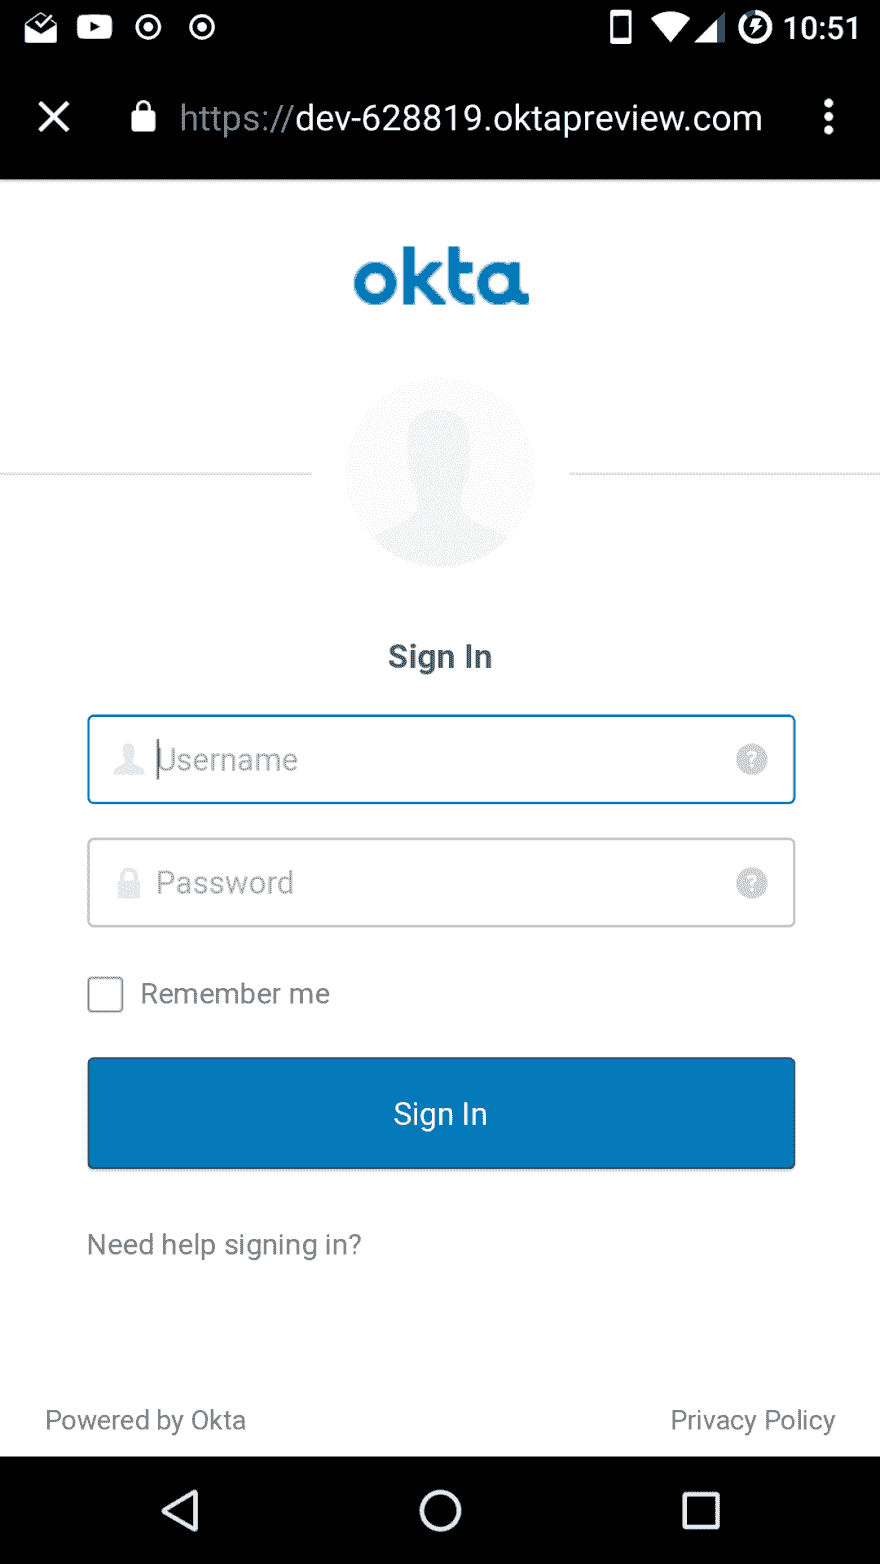 10:51
https://dev-628819.oktapreview.com
okta
Sign In
Username
?
Password
?
Remember me
Sign In
Need help signing in?
Powered by Okta Privacy Policy